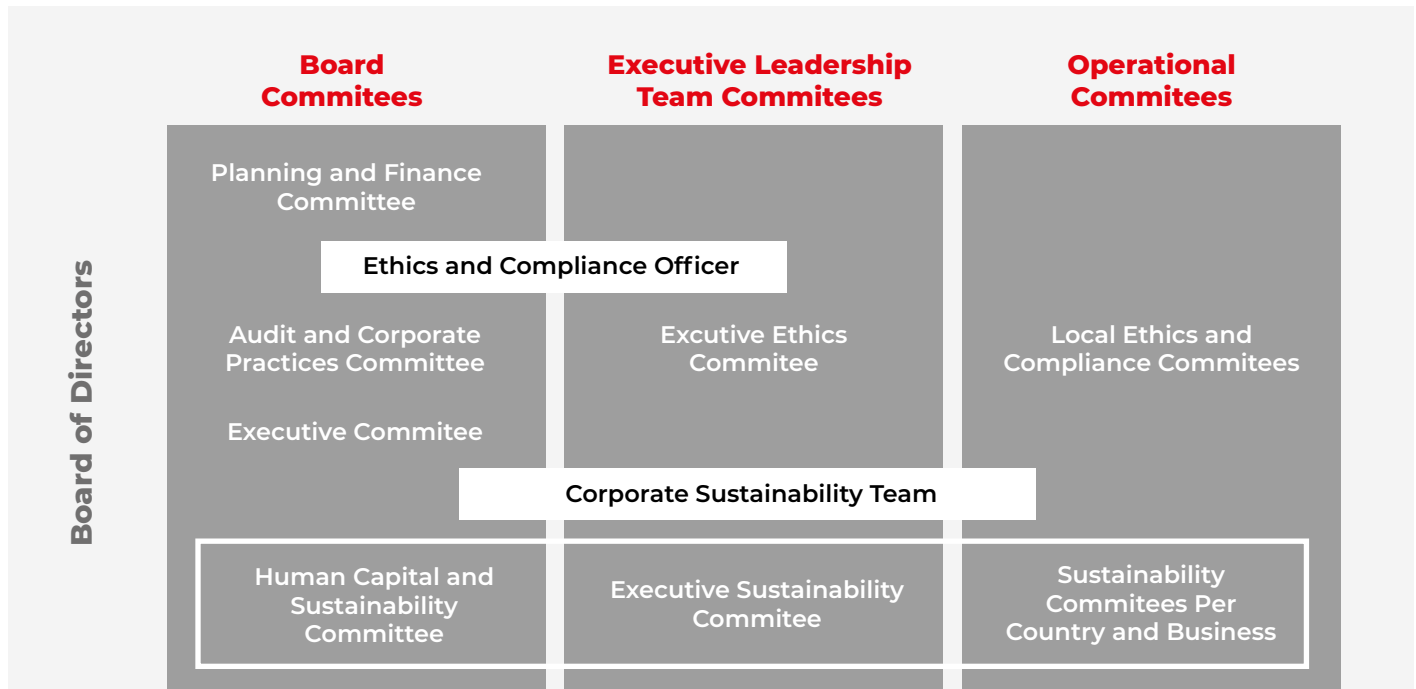 Board
Commitees
Executive Leadership
Team Commitees
Operational
Commitees
Board of Directors
Planning and Finance
Committee
Ethics and Compliance Officer
Audit and Corporate
Practices Committee
Excutive Ethics
Commitee
Local Ethics and
Compliance Commitees
Executive Commitee
Corporate Sustainability Team
Human Capital and
Sustainability
Committee
Executive Sustainability
Commitee
Sustainability
Commitees Per
Country and Business